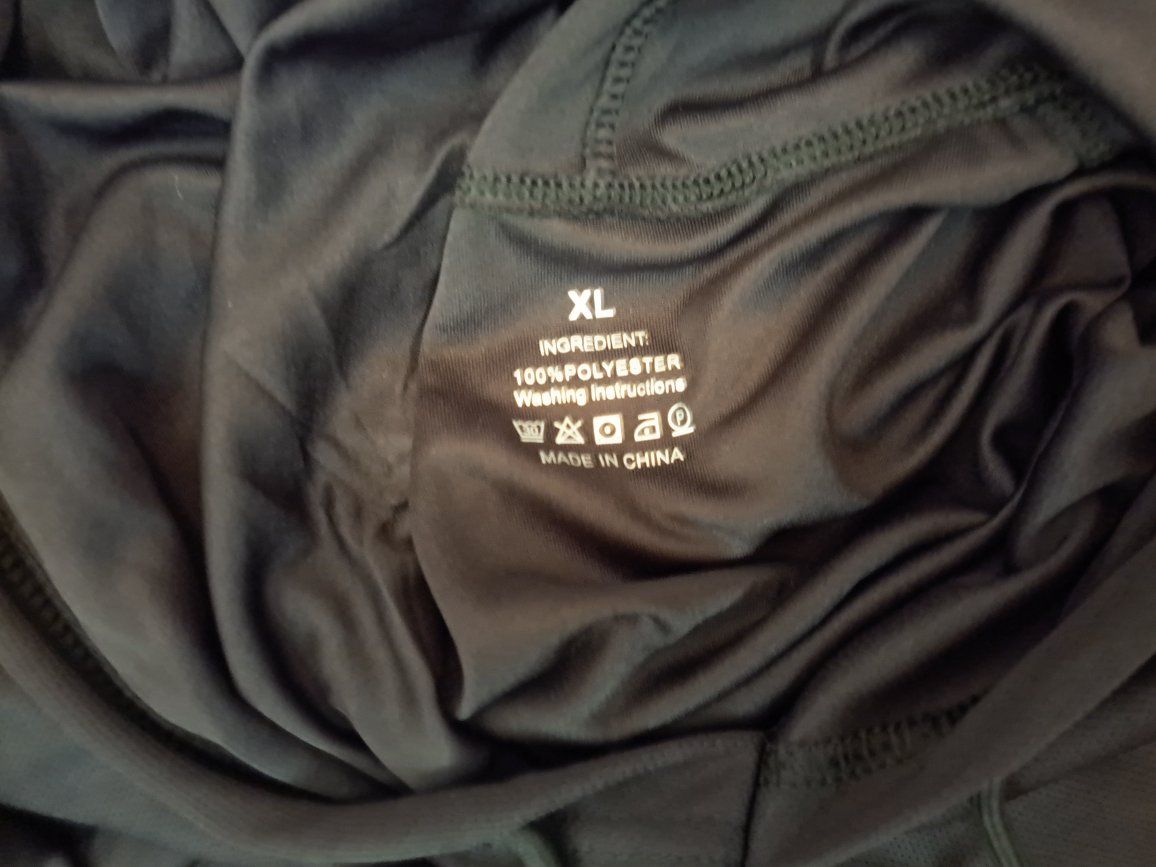 XL
INGREDIENT:
100%POLYESTER
Washing Instructions
P
MADE IN CHINA